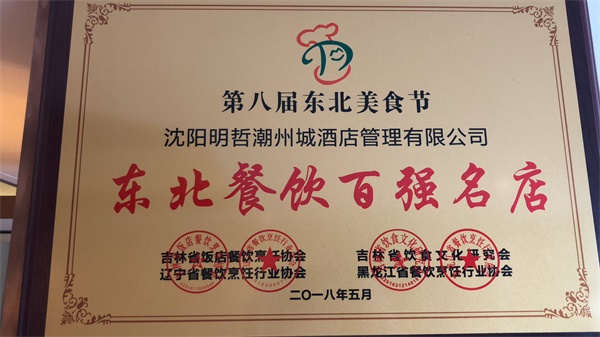 第八届东北美食节
沈阳明哲潮州城酒店管理有限公司
东北餐饮百强名店
吉林省饭店餐饮烹饪协会 吉林省饮食文化研究会
辽宁省餐饮烹饪行业协会 黑龙江省餐饮烹饪行业协会
二〇一八年五月